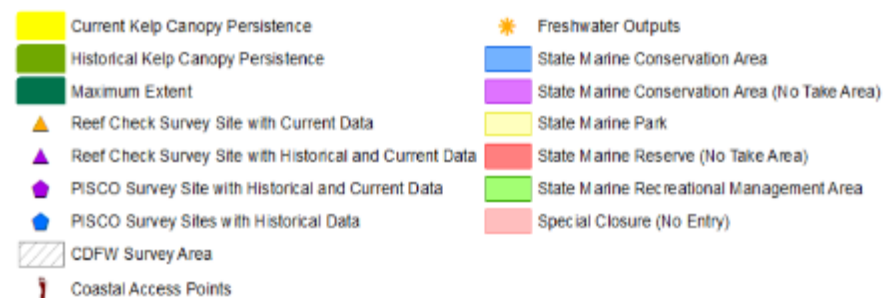 Current Kelp Canopy Persistence
Historical Kelp Canopy Persistence
Maximum Extent
Reef Check Survey Site with Current Data
Reef Check Survey Site with Historical and Current Data
PISCO Survey Site with Historical and Current Data
PISCO Survey Sites with Historical Data
CDFW Survey Area
Coastal Access Points
Freshwater Outputs
State Marine Conservation Area
State Marine Conservation Area (No Take Area)
State Marine Park
State Marine Reserve (No Take Area)
State Marine Recreational Management Area
Special Closure (No Entry)